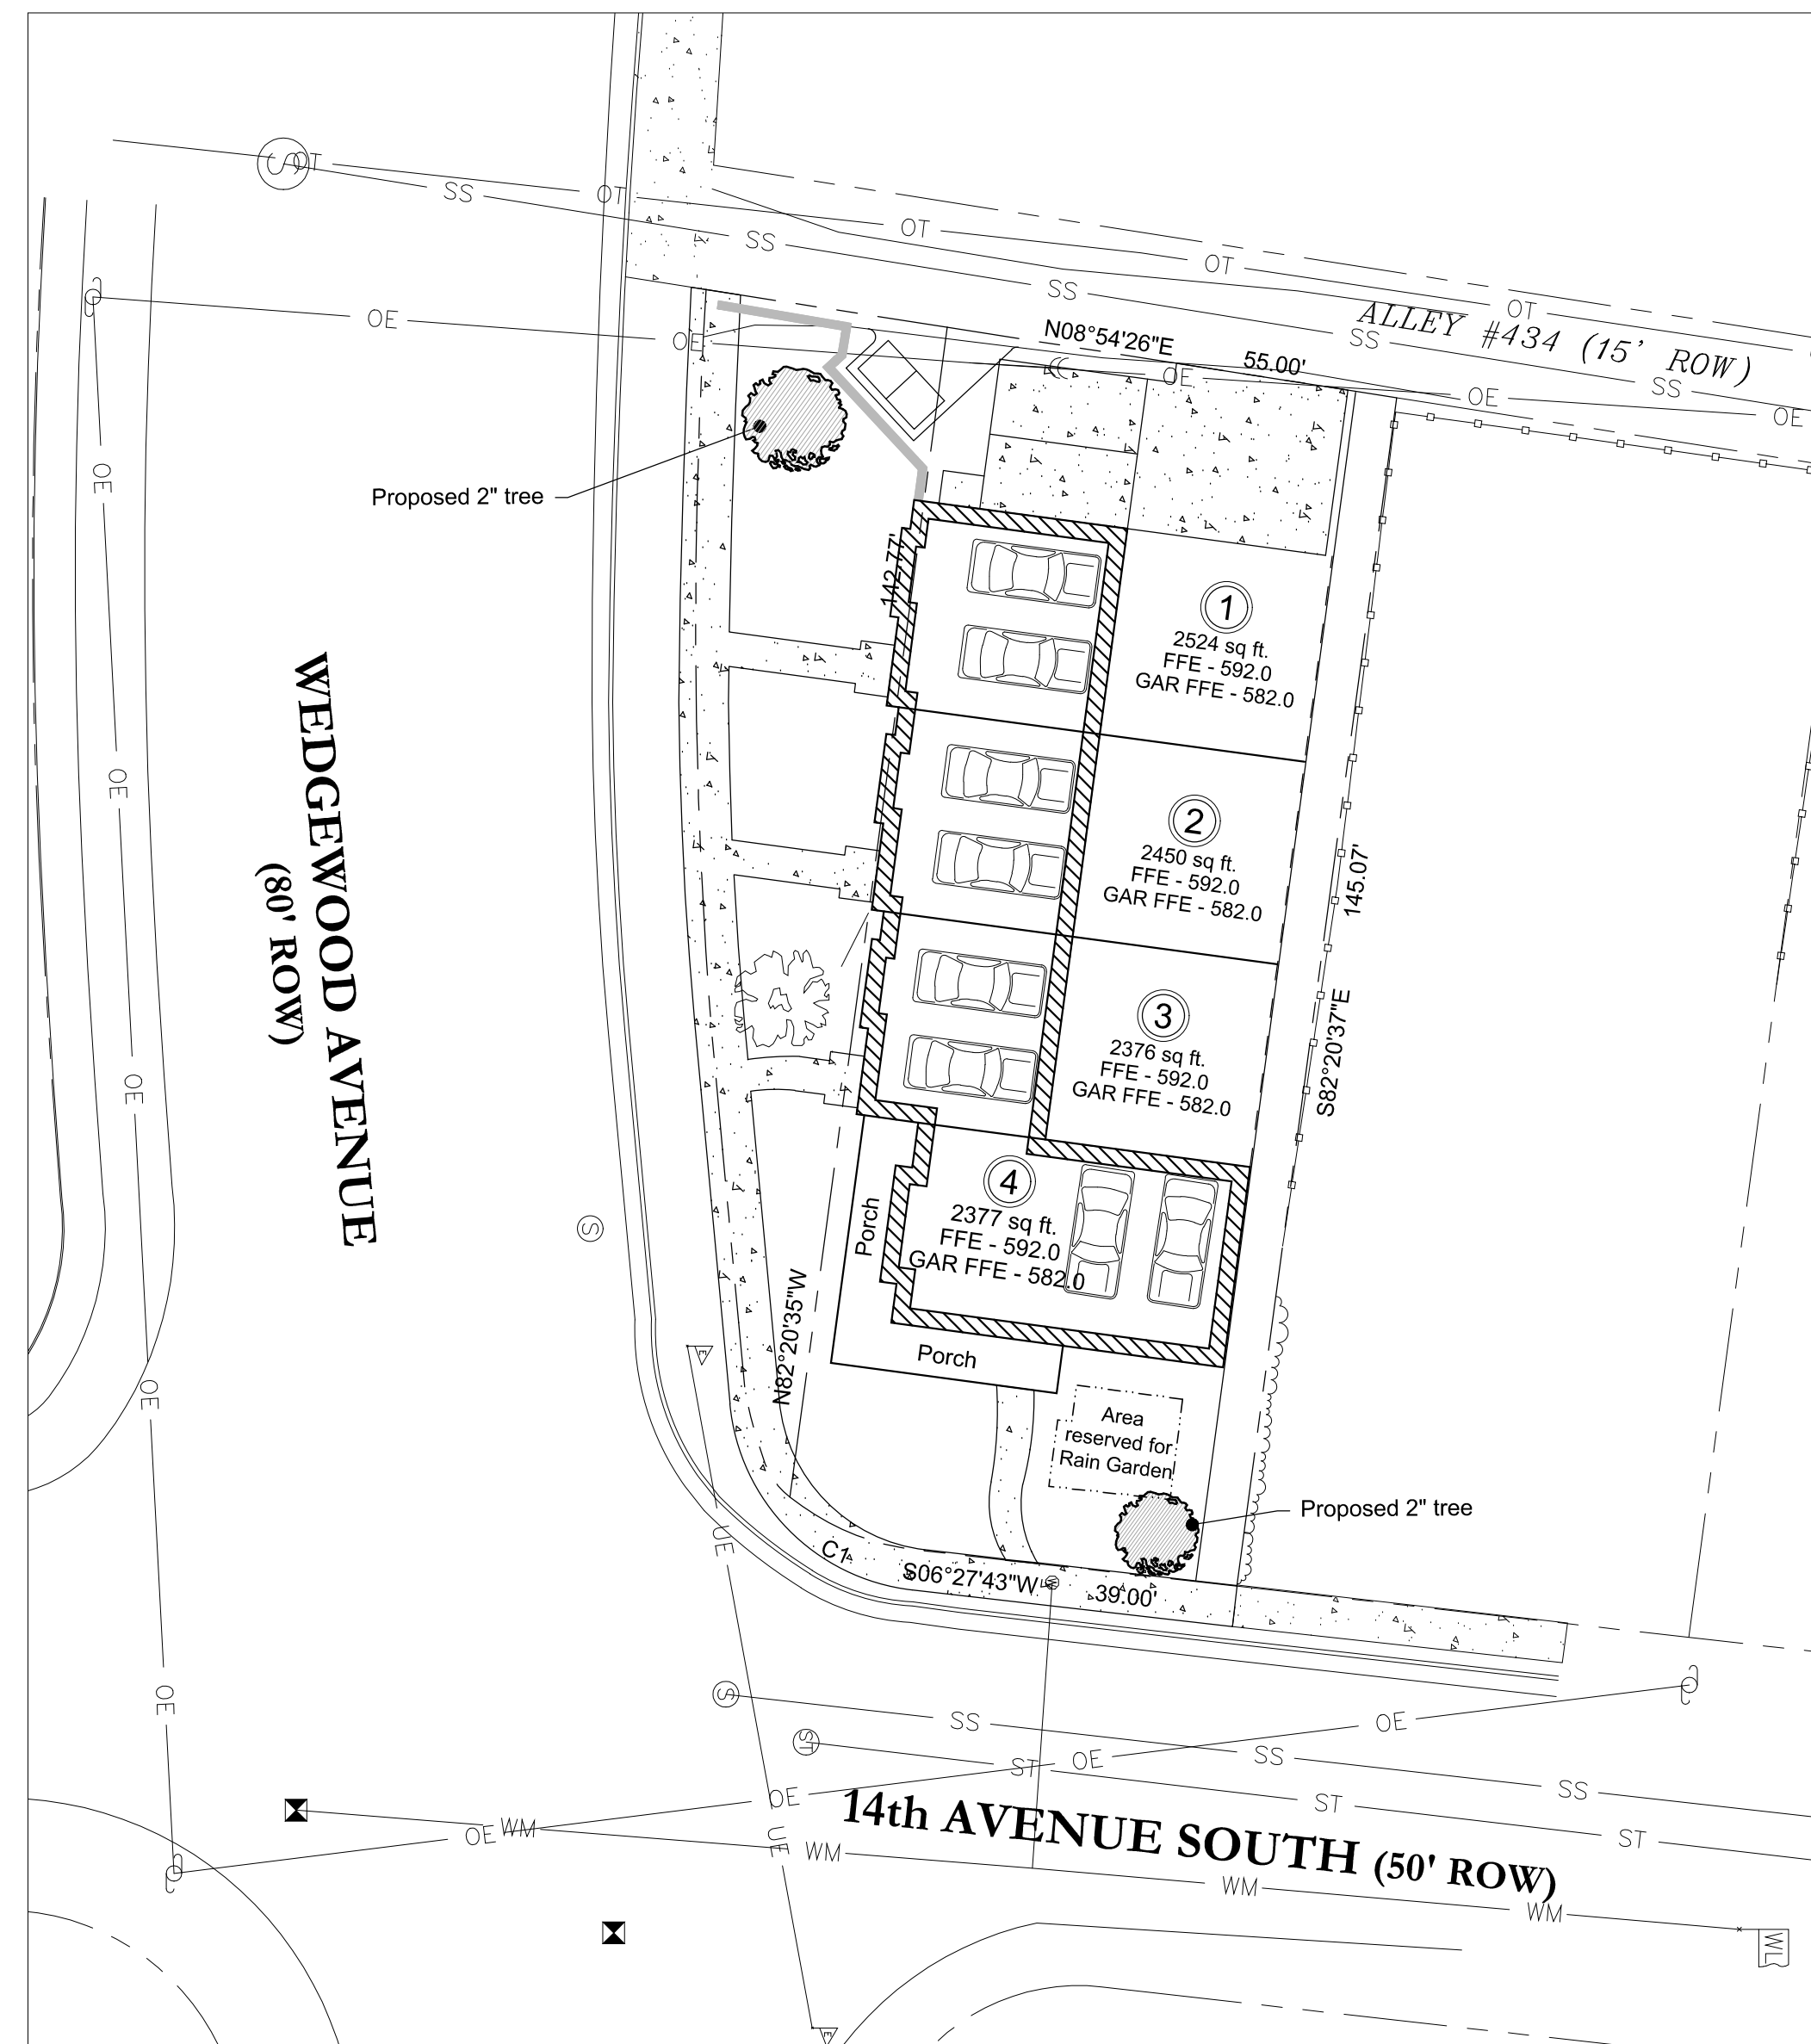 OT
SS
OT
SS
OT
OT
SS
OT
ALLEY #434 (15' ROW)
SS
SS
OE
OE
N08°54'26"E
55.00'
OE
OE
OE
Proposed 2" tree
142.77'
1
2524 sq ft.
FFE - 592.0
GAR FFE - 582.0
2
2450 sq ft.
FFE - 592.0
GAR FFE - 582.0
3
2376 sq ft.
FFE - 592.0
GAR FFE - 582.0
4
2377 sq ft.
FFE - 592.0
GAR FFE - 582.0
145.07'
S82°20'37"E
WEDGEWOOD AVENUE
(80' ROW)
OE
OE
OE
OE
OE
S
S
Porch
Porch
N82°20'35"W
E
Area
reserved for
Rain Garden
Proposed 2" tree
C1
S06°27'43"W
39.00'
W
UE
S
SS
SS
SS
ST
ST
ST
ST
OE
OE
OE
OE
14th AVENUE SOUTH (50' ROW)
WM
WM
WM
WM
UE
WL
E